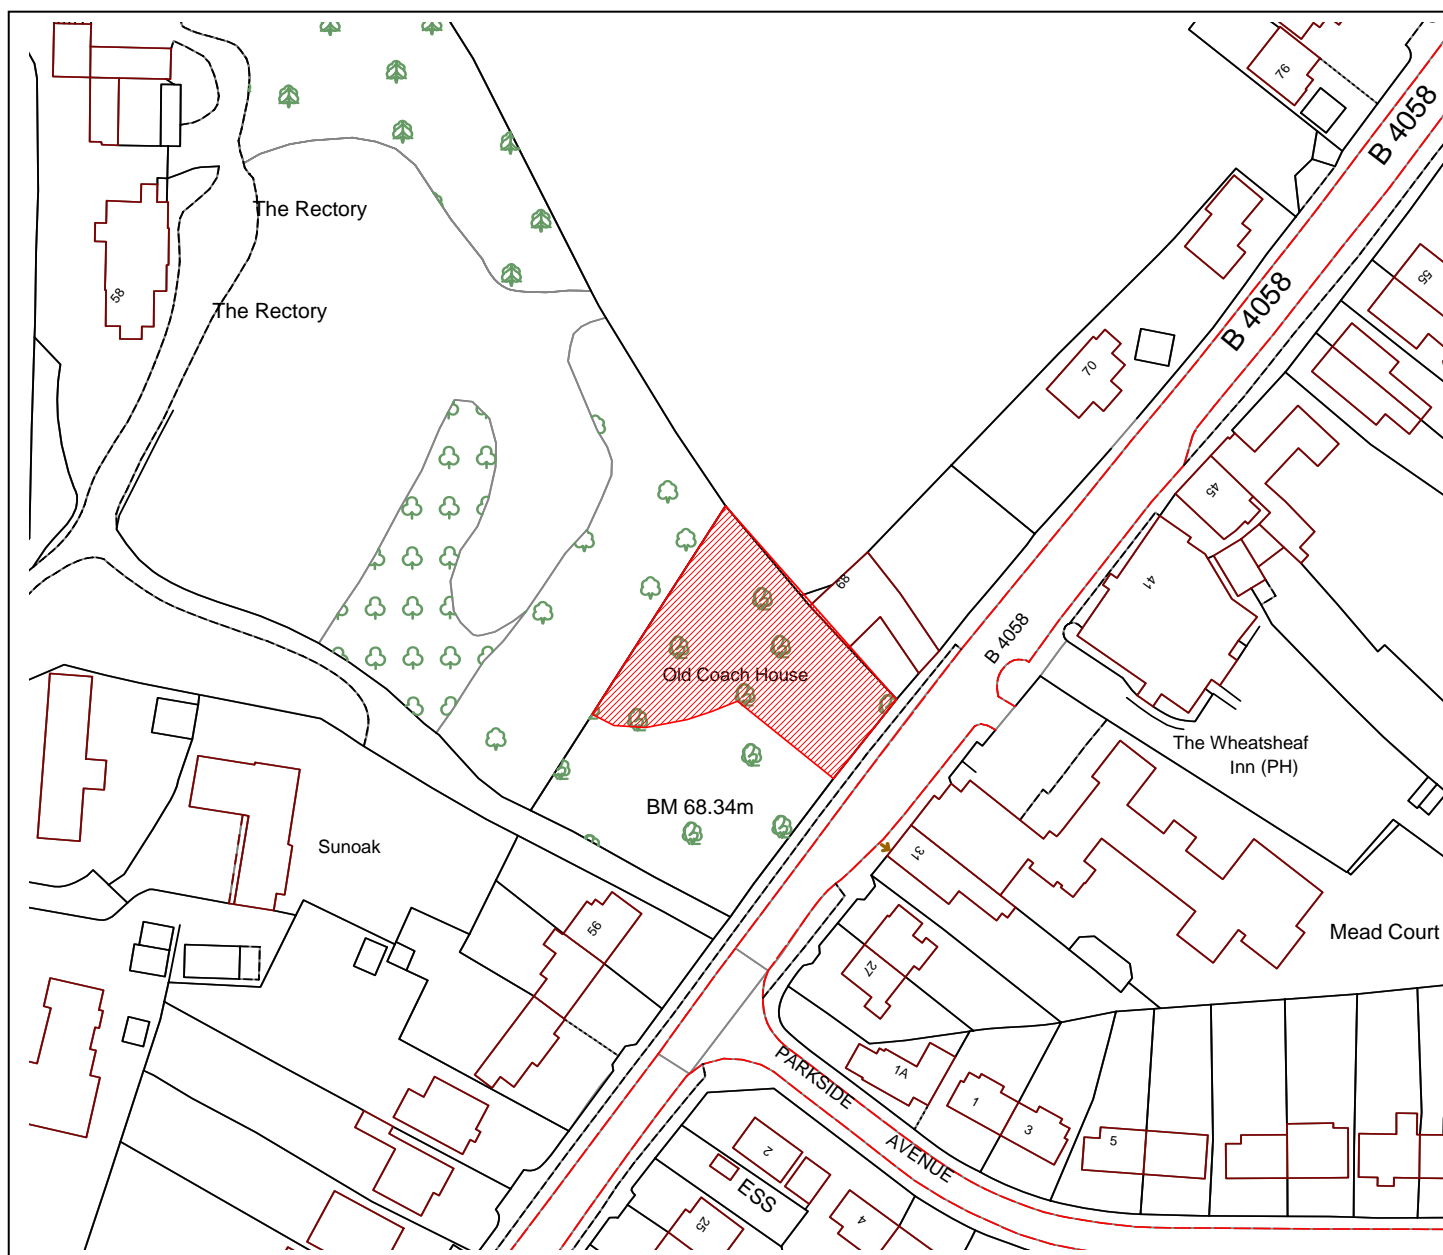 76
B 4058
The Rectory
55
58
The Rectory
B 4058
70
45
68
41
B 4058
Old Coach House
The Wheatsheaf
Inn (PH)
BM 68.34m
Sunoak
31
56
Mead Court
27
1A
PARKSIDE
1
3
5
AVENUE
2
ESS
25
4